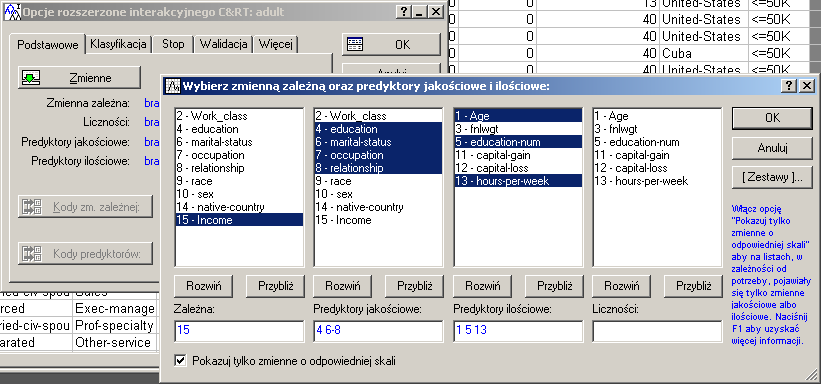 Opcje rozszerzone interakcyjnego C&RT: adult
Podstawowe Klasyfikacja Stop Walidacja Więcej
OK
Zmienne
Zmienna zależna: bra
Liczności: bra
Predyktory jakościowe: bra
Predyktory ilościowe: bra
Kody zm. zależnej:
Kody predyktorów:
0 0 13 United-States <=50K
0 0 40 United-States <=50K
0 0 40 United-States <=50K
0 0 40 Cuba <=50K
0 0 40 United-States <=50K
Wybierz zmienną zależną oraz predyktory jakościowe i ilościowe:
2 - Work_class
4 - education
6 - marital-status
7 - occupation
8 - relationship
9 - race
10 - sex
14 - native-country
15 - Income
2 - Work_class
4 - education
6 - marital-status
7 - occupation
8 - relationship
9 - race
10 - sex
14 - native-country
15 - Income
1 - Age
3 - fnlwgt
5 - education-num
11 - capital-gain
12 - capital-loss
13 - hours-per-week
1 - Age
3 - fnlwgt
5 - education-num
11 - capital-gain
12 - capital-loss
13 - hours-per-week
OK
Anuluj
[ Zestawy ]...
Włącz opcję
"Pokazuj tylko
zmienne o
odpowiedniej skali"
aby na listach, w
zależności od
potrzeby, pojawiały
się tylko zmienne
jakościowe albo
ilościowe. Naciśnij
F1 aby uzyskać
więcej informacji.
Rozwiń Przybliż Rozwiń Przybliż Rozwiń Przybliż Rozwiń Przybliż
Zależna: Predyktory jakościowe: Predyktory ilościowe: Liczności:
15 4 6-8 1 5 13
Pokazuj tylko zmienne o odpowiedniej skali
rced Exec-manage
ried-civ-spou Prof-specialty
arated Other-service